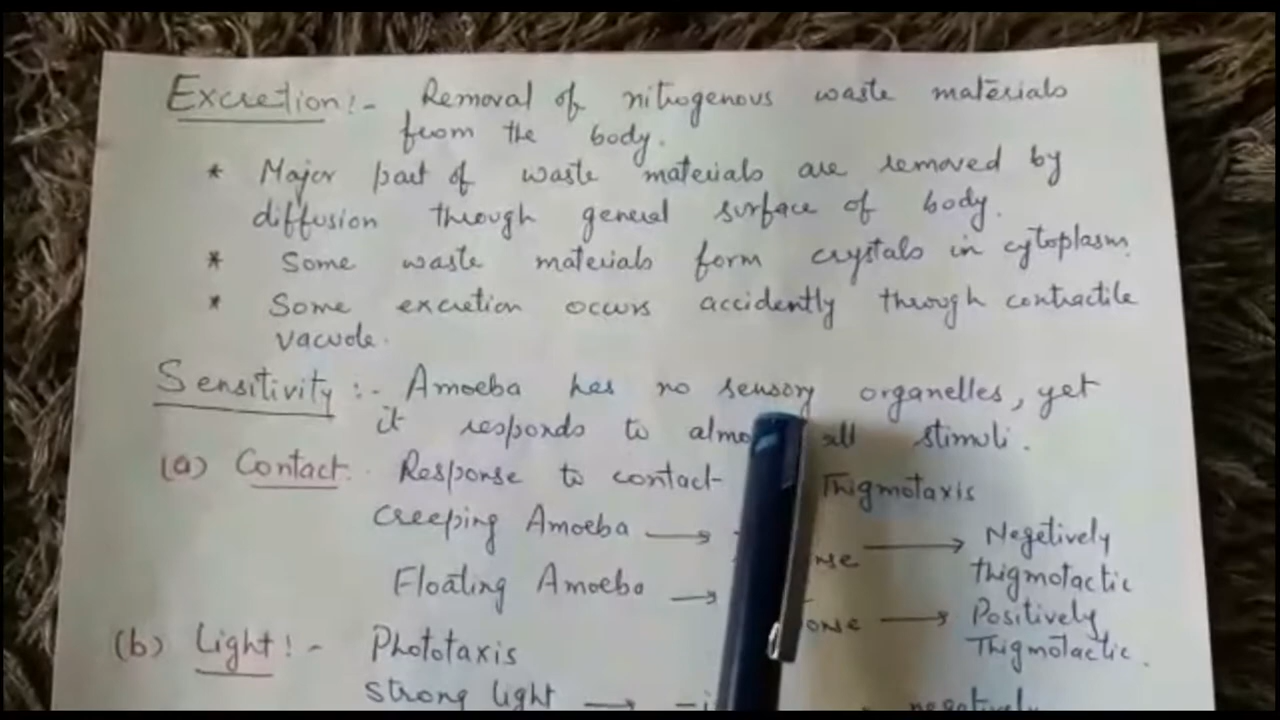 Excretion:- Removal of nitrogenous waste materials
from the body.
* Major part of waste materials are removed by
diffusion through general surface of body.
* Some waste materials form crystals in cytoplasm.
* Some excretion occurs accidently through contractile
vacuole.
Sensitivity:- Amoeba has no sensory organelles, yet
it responds to all stimuli.
(a) Contact. Response to contact- Thigmotaxis
Creeping Amoeba → → Negetively
thigmotactic
Floating Amoeba → → Positively
Thigmotactic.
(b) Light:- Phototaxis
strong light → negatively